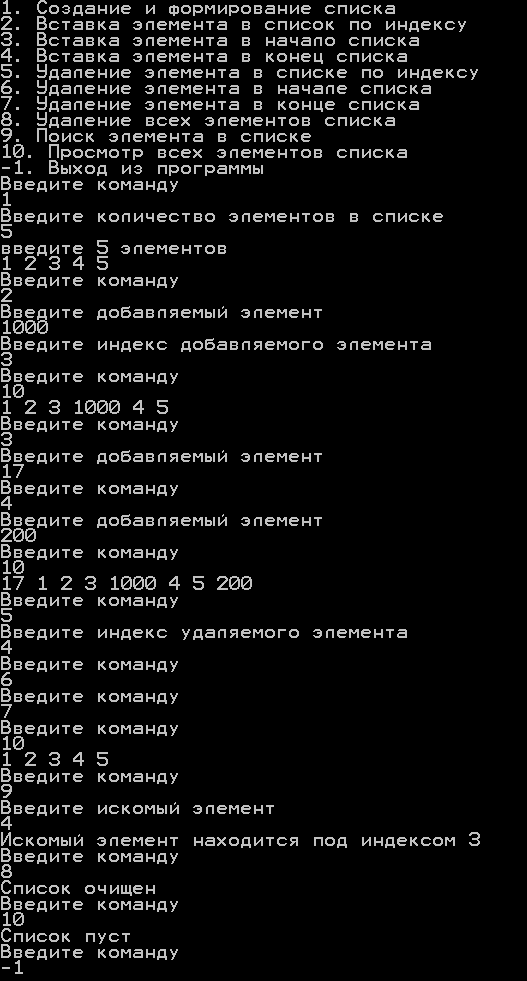 1. Создание и формирование списка
2. Вставка элемента в список по индексу
3. Вставка элемента в начало списка
4. Вставка элемента в конец списка
5. Удаление элемента в списке по индексу
6. Удаление элемента в начале списка
7. Удаление элемента в конце списка
8. Удаление всех элементов списка
9. Поиск элемента в списке
10. Просмотр всех элементов списка
-1. Выход из программы
Введите команду
1
Введите количество элементов в списке
5
введите 5 элементов
1 2 3 4 5
Введите команду
2
Введите добавляемый элемент
1000
Введите индекс добавляемого элемента
3
Введите команду
10
1 2 3 1000 4 5
Введите команду
3
Введите добавляемый элемент
17
Введите команду
4
Введите добавляемый элемент
200
Введите команду
10
17 1 2 3 1000 4 5 200
Введите команду
5
Введите индекс удаляемого элемента
4
Введите команду
6
Введите команду
7
Введите команду
10
1 2 3 4 5
Введите команду
9
Введите искомый элемент
4
Искомый элемент находится под индексом 3
Введите команду
8
Список очищен
Введите команду
10
Список пуст
Введите команду
-1